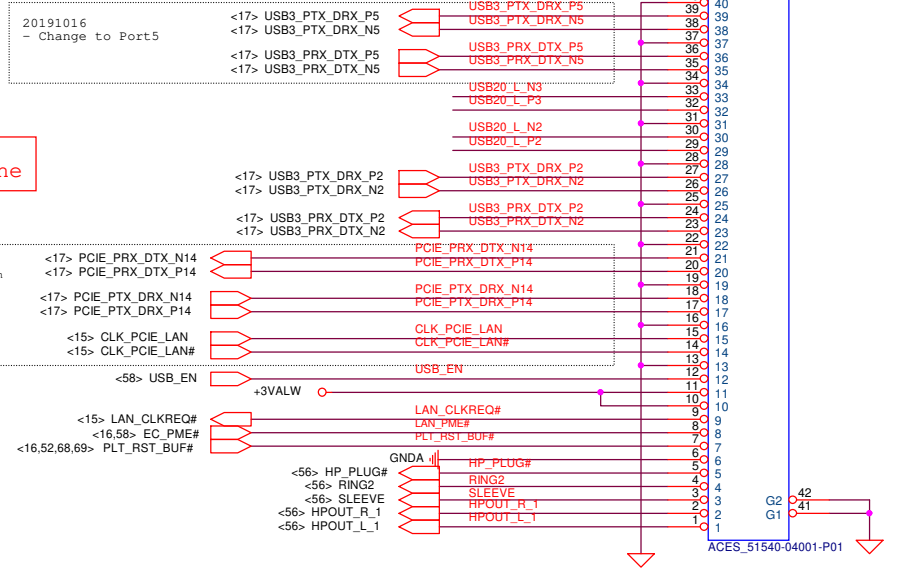 40
20191016
- Change to Port5
<17> USB3_PTX_DRX_P5 USB3_PTX_DRX_P5 39 39
<17> USB3_PTX_DRX_N5 USB3_PTX_DRX_N5 38 38
37 37
<17> USB3_PRX_DTX_P5 USB3_PRX_DTX_P5 36 36
<17> USB3_PRX_DTX_N5 USB3_PRX_DTX_N5 35 35
34 34
USB20_L_N3 33 33
USB20_L_P3 32 32
31 31
USB20_L_N2 30 30
USB20_L_P2 29 29
28 28
ne
<17> USB3_PTX_DRX_P2 USB3_PTX_DRX_P2 27 27
<17> USB3_PTX_DRX_N2 USB3_PTX_DRX_N2 26 26
25 25
<17> USB3_PRX_DTX_P2 USB3_PRX_DTX_P2 24 24
<17> USB3_PRX_DTX_N2 USB3_PRX_DTX_N2 23 23
22 22
<17> PCIE_PRX_DTX_N14 PCIE_PRX_DTX_N14 21 21
<17> PCIE_PRX_DTX_P14 PCIE_PRX_DTX_P14 20 20
n
19 19
<17> PCIE_PTX_DRX_N14 PCIE_PTX_DRX_N14 18 18
<17> PCIE_PTX_DRX_P14 PCIE_PTX_DRX_P14 17 17
16 16
<15> CLK_PCIE_LAN CLK_PCIE_LAN 15 15
<15> CLK_PCIE_LAN# CLK_PCIE_LAN# 14 14
13 13
<58> USB_EN USB_EN 12 12
+3VALW 11 11
10 10
<15> LAN_CLKREQ# LAN_CLKREQ# 9 9
<16,58> EC_PME# LAN_PME# 8 8
<16,52,68,69> PLT_RST_BUF# PLT_RST_BUF# 7 7
GNDA 6 6
<56> HP_PLUG# HP_PLUG# 5 5
<56> RING2 RING2 4 4
<56> SLEEVE SLEEVE 3 3 G2 42
<56> HPOUT_R_1 HPOUT_R_1 2 2 G1 41
<56> HPOUT_L_1 HPOUT_L_1 1 1
ACES_51540-04001-P01